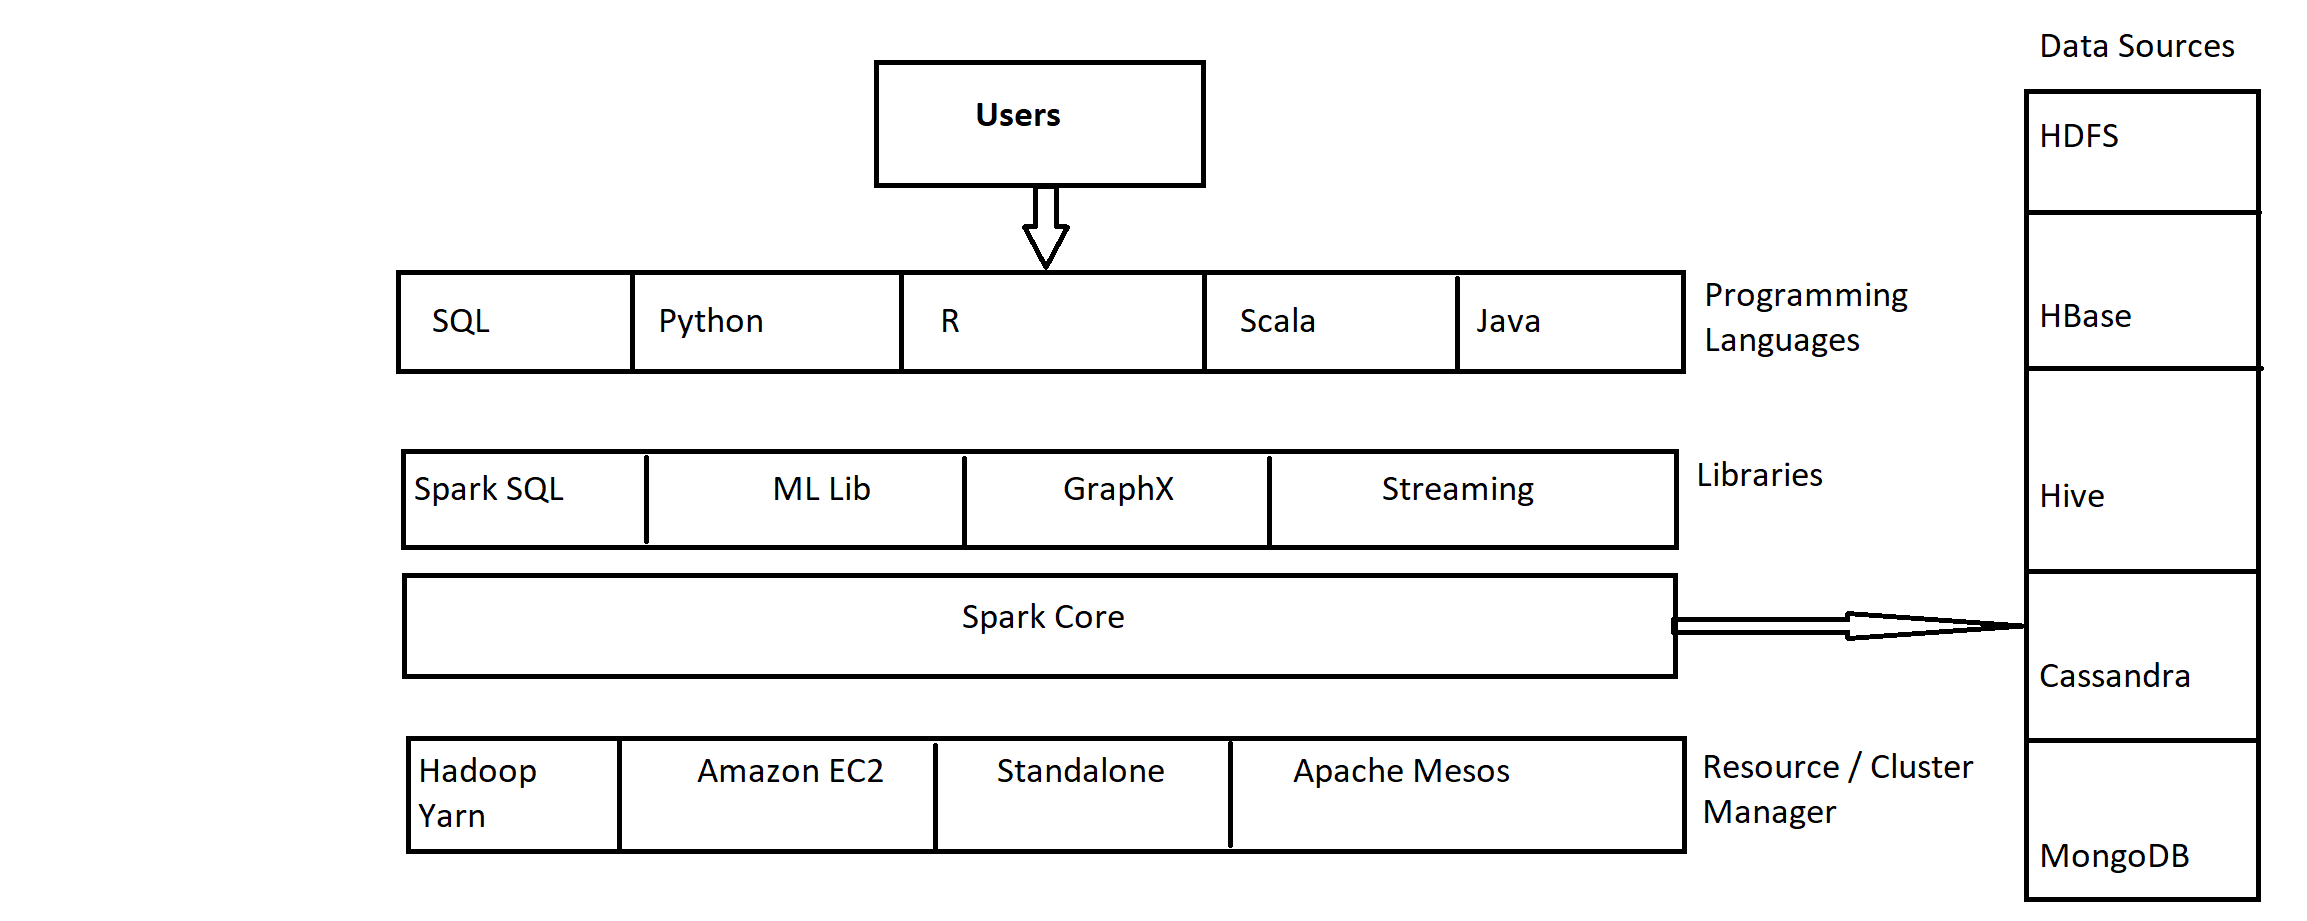 Data Sources
Users
HDFS
HBase
Hive
Cassandra
MongoDB
SQL
Python
R
Scala
Java
Programming
Languages
Spark SQL
ML Lib
GraphX
Streaming
Libraries
Spark Core
Hadoop
Yarn
Amazon EC2
Standalone
Apache Mesos
Resource / Cluster
Manager